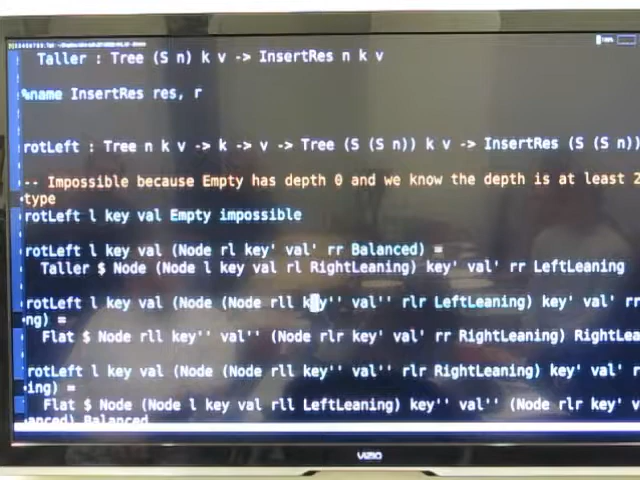 Taller : Tree (S n) k v -> InsertRes n k v
%name InsertRes res, r
rotLeft : Tree n k v -> k -> v -> Tree (S (S n)) k v -> InsertRes (S (S n))
-- Impossible because Empty has depth 0 and we know the depth is at least 2
type
rotLeft l key val Empty impossible
rotLeft l key val (Node rl key' val' rr Balanced) =
Taller $ Node (Node l key val rl RightLeaning) key' val' rr LeftLeaning
rotLeft l key val (Node (Node rll key'' val'' rlr LeftLeaning) key' val' rr
ng) =
Flat $ Node rll key'' val'' (Node rlr key' val' rr RightLeaning) RightLea
rotLeft l key val (Node (Node rll key'' val'' rlr RightLeaning) key' val' r
ing) =
Flat $ Node (Node l key val rll LeftLeaning) key'' val'' (Node rlr key' v
anced) Balanced
VIZIO